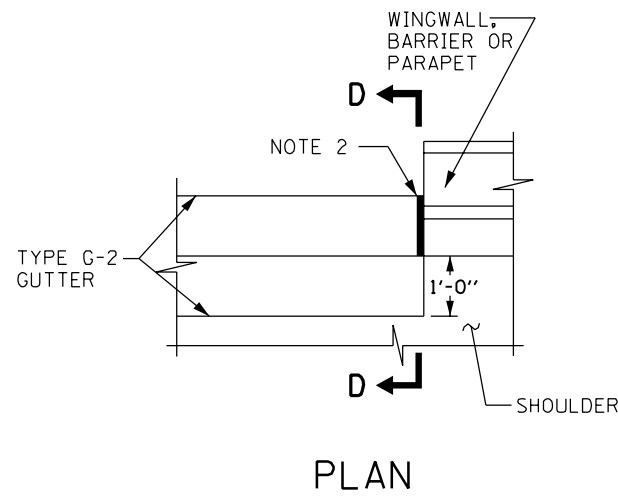 WINGWALL,
BARRIER OR
PARAPET
D
NOTE 2
TYPE G-2
GUTTER
1'-0"
D
SHOULDER
PLAN